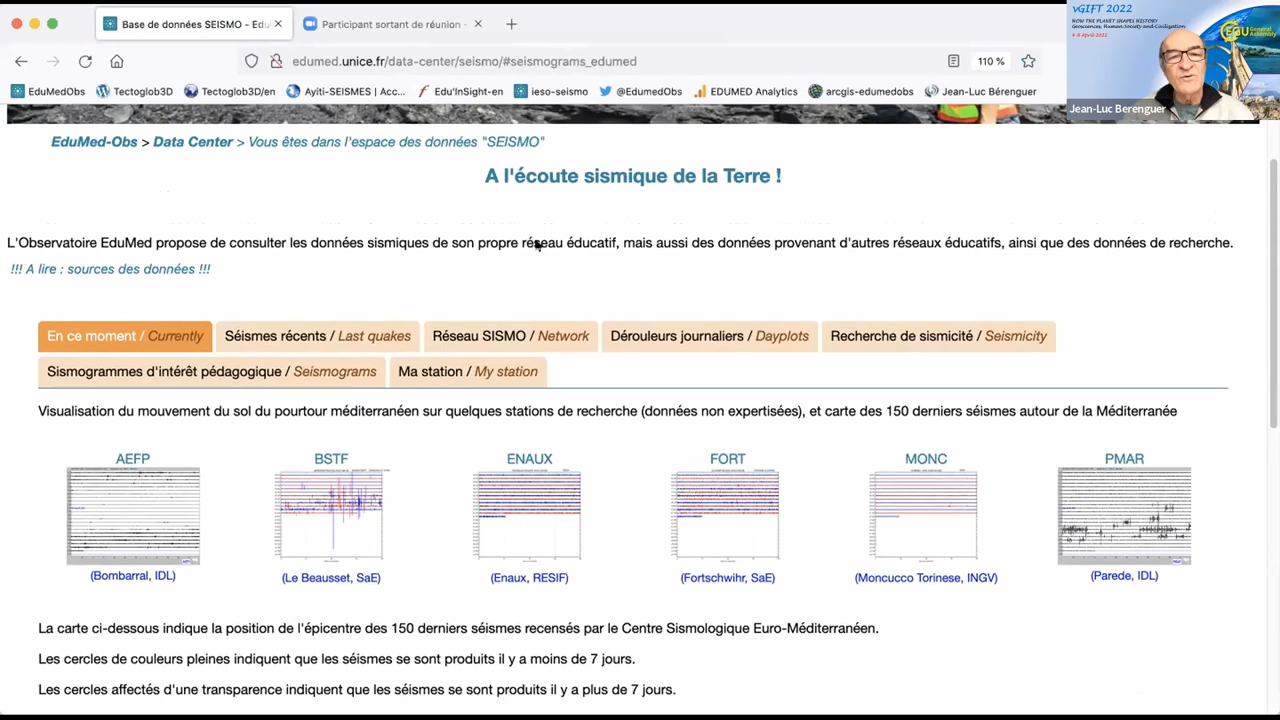 Base de données SEISMO - Edu
Participant sortant de réunion -
edumed.unice.fr/data-center/seismo/#seismograms_edumed
110 %
EduMedObs
Tectoglob3D
Tectoglob3D/en
Ayiti-SEISMES | Acc...
Edu'InSight-en
ieso-seismo
@EdumedObs
EDUMED Analytics
arcgis-edumedobs
Jean-Luc Bérenguer
vGIFT 2022
HOW THE PLANET SHAPES HISTORY
Geosciences, Human Society and Civilization
4-8 April 2022
EGU General Assembly
Jean-Luc Berenguer
EduMed-Obs > Data Center > Vous êtes dans l'espace des données "SEISMO"
A l'écoute sismique de la Terre !
L'Observatoire EduMed propose de consulter les données sismiques de son propre réseau éducatif, mais aussi des données provenant d'autres réseaux éducatifs, ainsi que des données de recherche.
!!! A lire : sources des données !!!
En ce moment / Currently
Séismes récents / Last quakes
Réseau SISMO / Network
Dérouleurs journaliers / Dayplots
Recherche de sismicité / Seismicity
Sismogrammes d'intérêt pédagogique / Seismograms
Ma station / My station
Visualisation du mouvement du sol du pourtour méditerranéen sur quelques stations de recherche (données non expertisées), et carte des 150 derniers séismes autour de la Méditerranée
AEFP
BSTF
ENAUX
FORT
MONC
PMAR
(Bombarral, IDL)
(Le Beausset, SaE)
(Enaux, RESIF)
(Fortschwihr, SaE)
(Moncucco Torinese, INGV)
(Parede, IDL)
La carte ci-dessous indique la position de l'épicentre des 150 derniers séismes recensés par le Centre Sismologique Euro-Méditerranéen.
Les cercles de couleurs pleines indiquent que les séismes se sont produits il y a moins de 7 jours.
Les cercles affectés d'une transparence indiquent que les séismes se sont produits il y a plus de 7 jours.